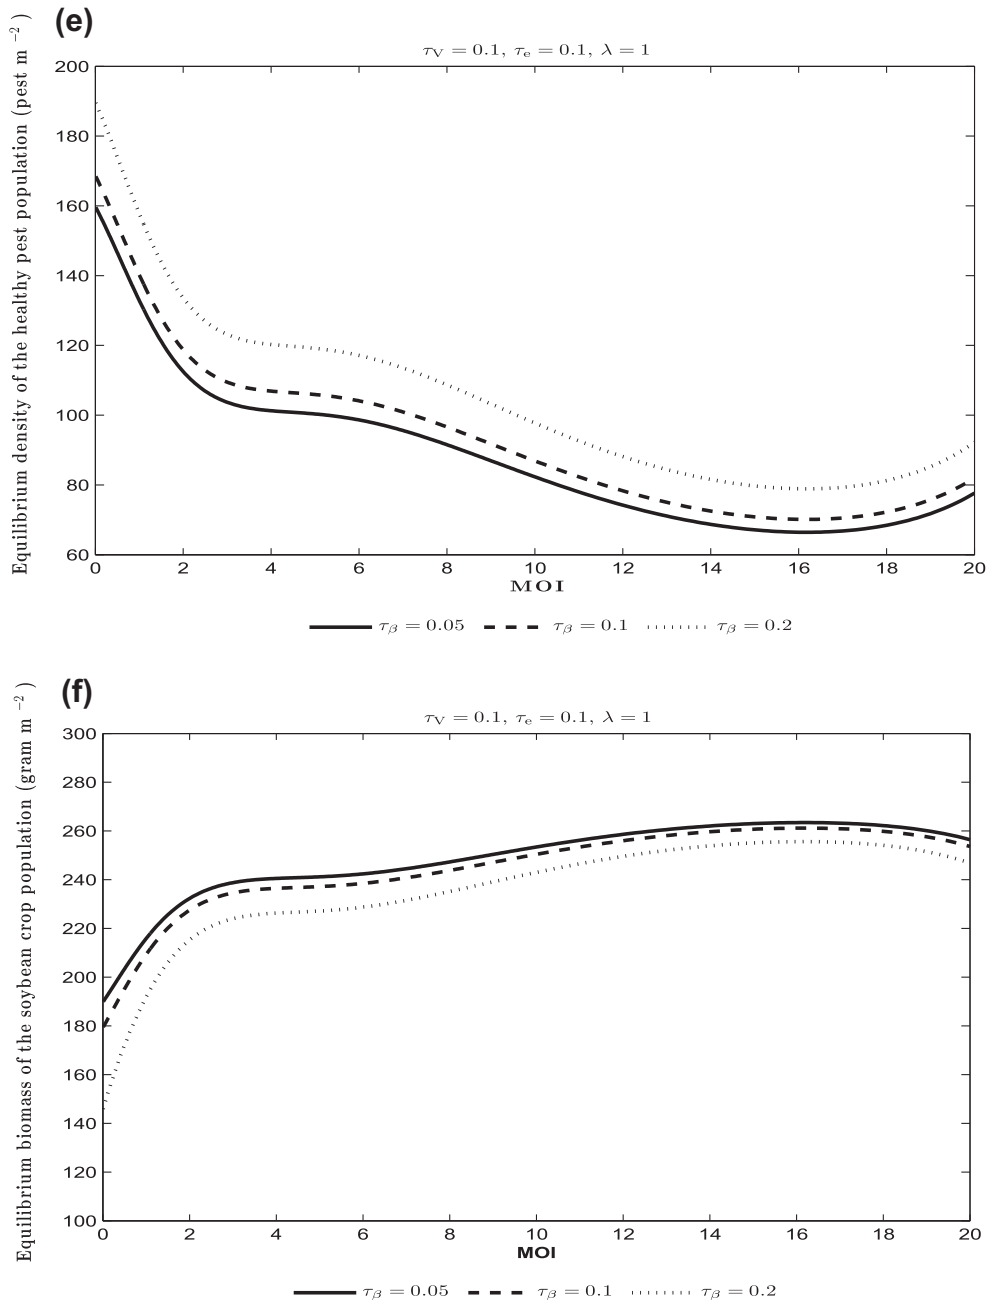 (e)
τV = 0.1, τe = 0.1, λ = 1
Equilibrium density of the healthy pest population (pest m⁻²)
200
180
160
140
120
100
80
60
0 2 4 6 8 10 12 14 16 18 20
MOI
τβ = 0.05 τβ = 0.1 τβ = 0.2
(f)
τV = 0.1, τe = 0.1, λ = 1
Equilibrium biomass of the soybean crop population (gram m⁻²)
300
280
260
240
220
200
180
160
140
120
100
0 2 4 6 8 10 12 14 16 18 20
MOI
τβ = 0.05 τβ = 0.1 τβ = 0.2